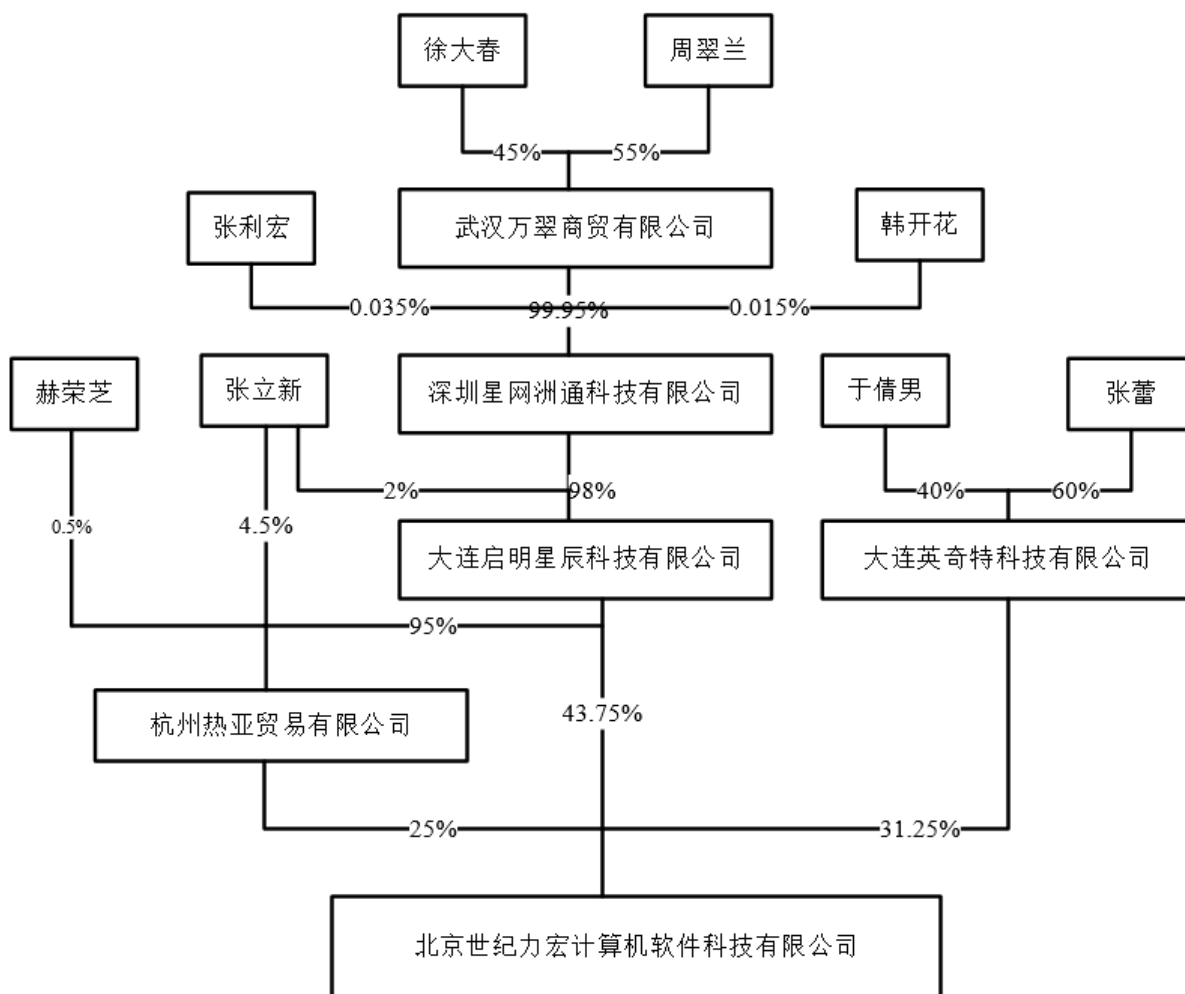 徐大春
周翠兰
45%
55%
张利宏
武汉万翠商贸有限公司
韩开花
0.035%
99.95%
0.015%
赫荣芝
张立新
深圳星网洲通科技有限公司
于倩男
张蕾
2%
98%
40%
60%
0.5%
4.5%
大连启明星辰科技有限公司
大连英奇特科技有限公司
95%
杭州热亚贸易有限公司
43.75%
25%
31.25%
北京世纪力宏计算机软件科技有限公司